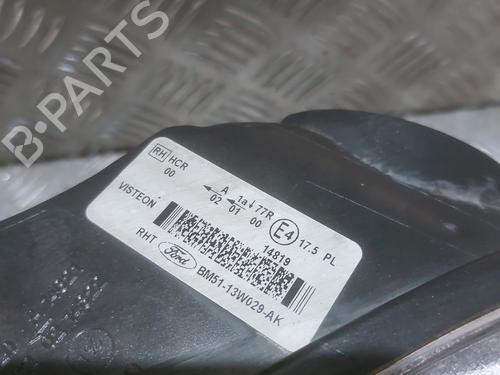 B-PARTS
RH HCR
00
A 1a 77R
02 01 00
E4 17.5 PL
VISTEON
14819
RHT Ford BM51-13W029-AK